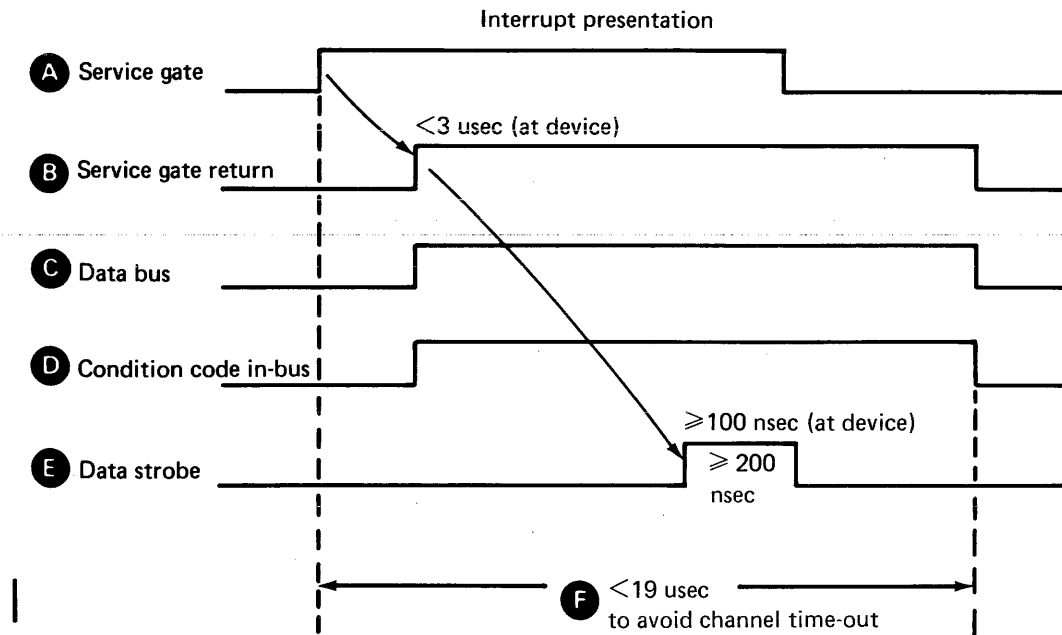 Interrupt presentation
A Service gate
<3 usec (at device)
B Service gate return
C Data bus
D Condition code in-bus
≥100 nsec (at device)
E Data strobe
≥ 200
nsec
F <19 usec
to avoid channel time-out